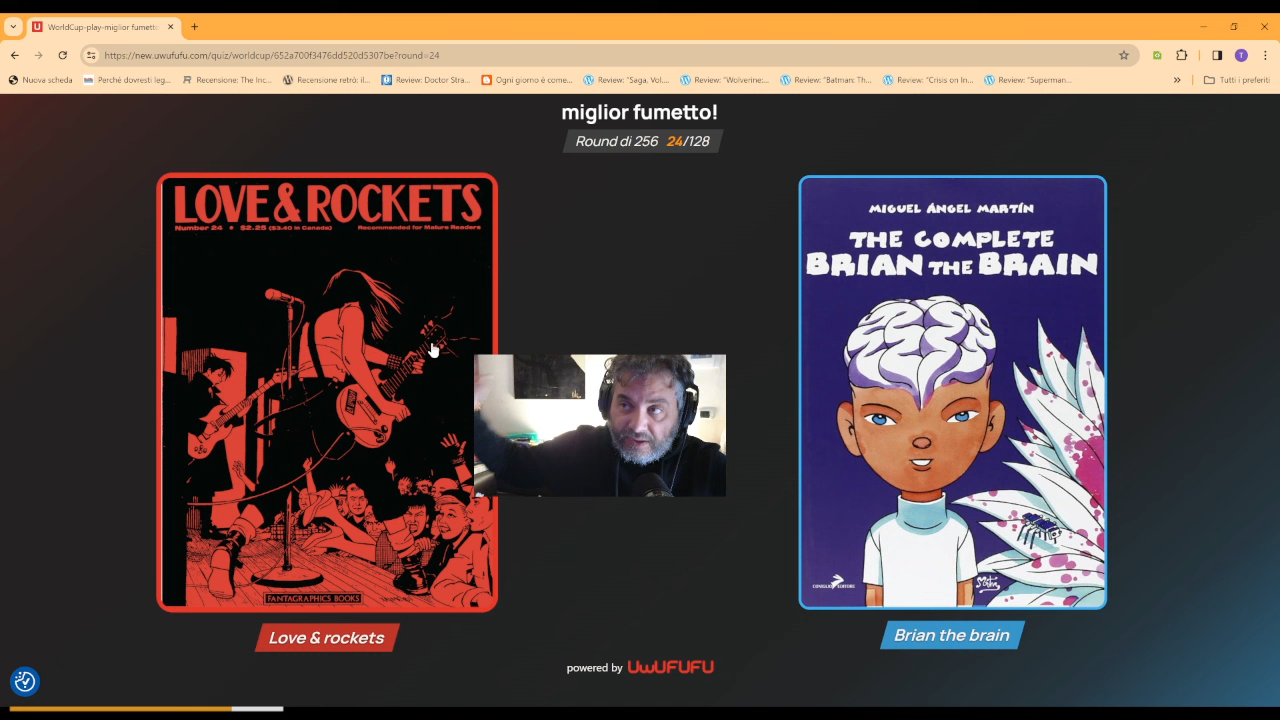 WorldCup-play-miglior fumetto
https://new.uwufufu.com/quiz/worldcup/652a700f3476dd520d5307be?round=24
Nuova scheda
Perché dovresti leg...
Recensione: The Inc...
Recensione retrò: il...
Review: Doctor Stra...
Ogni giorno è come...
Review: "Saga, Vol....
Review: "Wolverine:...
Review: "Batman: Th...
Review: "Crisis on In...
Review: "Superman...
Tutti i preferiti
miglior fumetto!
Round di 256 24/128
LOVE & ROCKETS
Number 24 • $2.25 ($3.40 in Canada) Recommended for Mature Readers
FANTAGRAPHICS BOOKS
Love & rockets
MIGUEL ÁNGEL MARTÍN
THE COMPLETE
BRIAN THE BRAIN
Brian the brain
powered by UwUFUFU